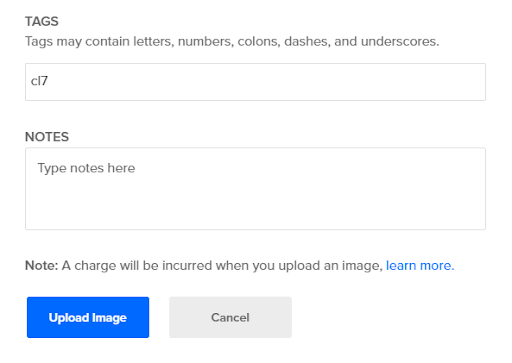 TAGS
Tags may contain letters, numbers, colons, dashes, and underscores.
cl7
NOTES
Type notes here
Note: A charge will be incurred when you upload an image, learn more.
Upload Image
Cancel